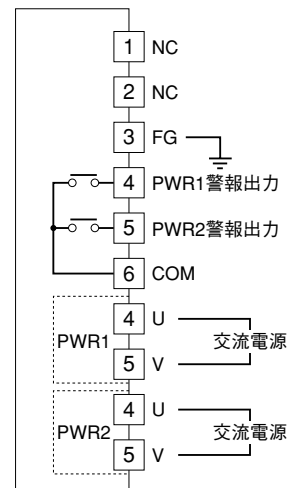 1 NC
2 NC
3 FG
4 PWR1警報出力
5 PWR2警報出力
6 COM
PWR1
4 U
5 V
交流電源
PWR2
4 U
5 V
交流電源